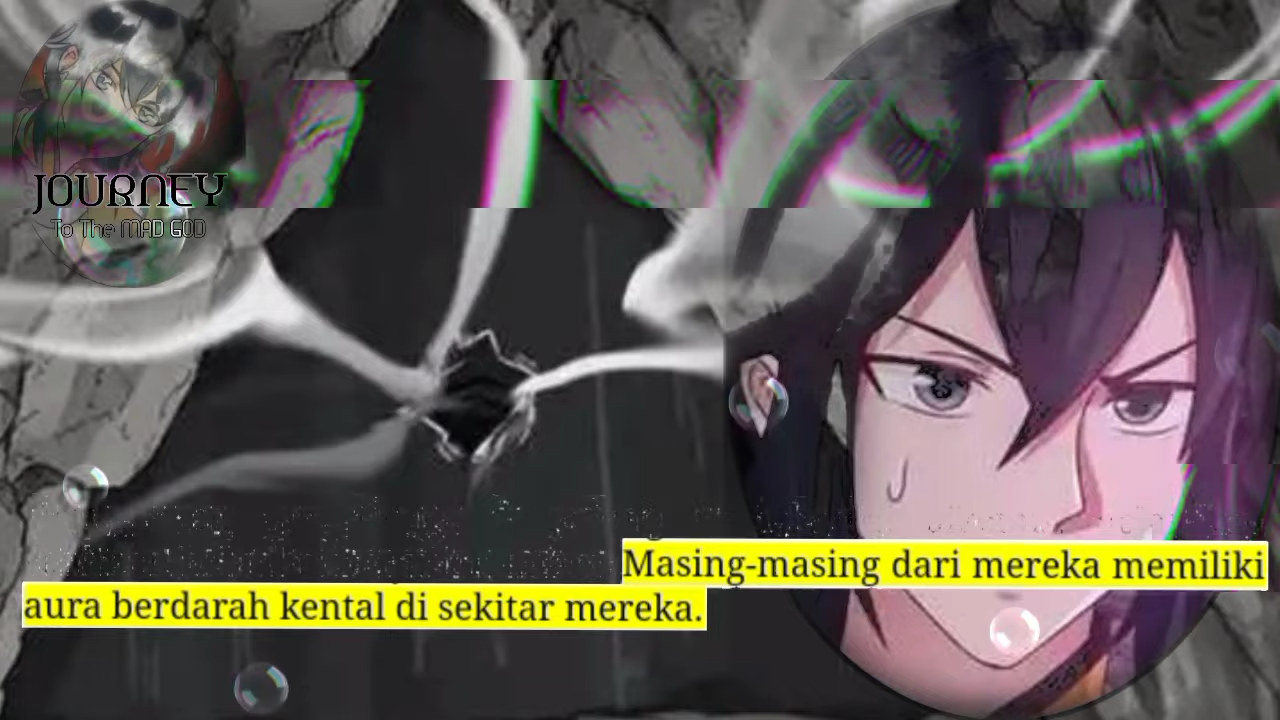 JOURNEY
To The MAD GOD
Masing-masing dari mereka memiliki
aura berdarah kental di sekitar mereka.